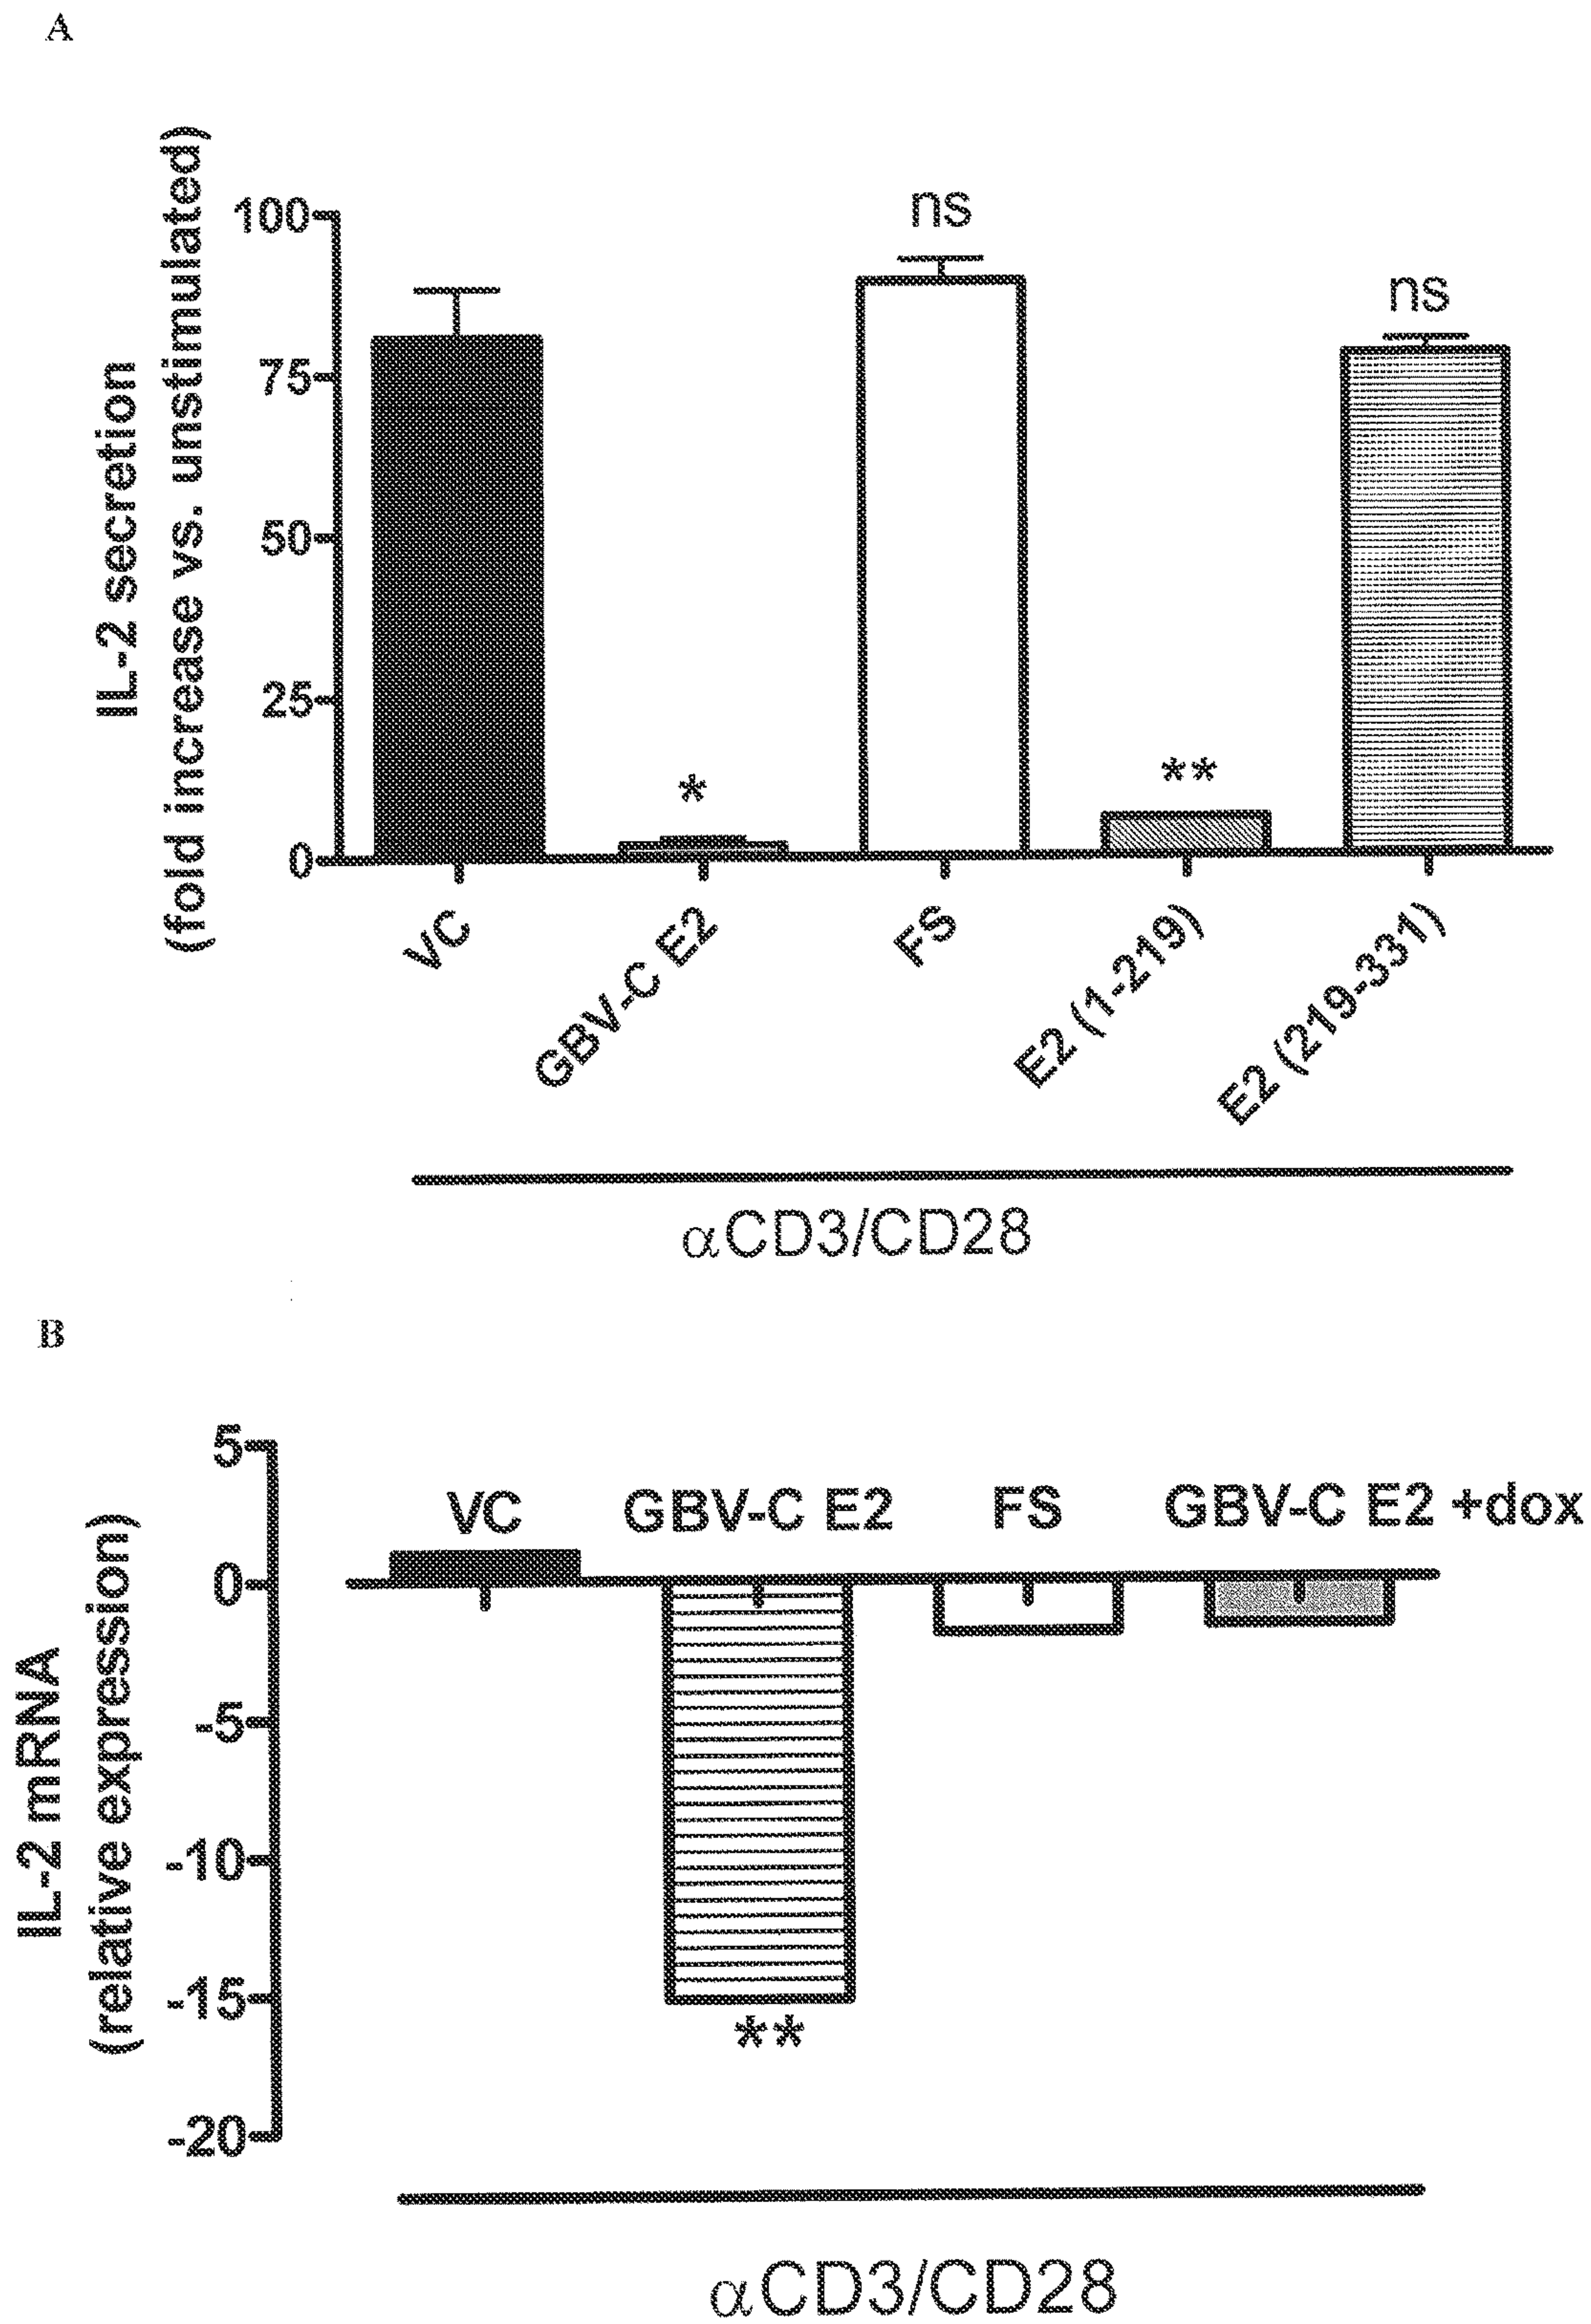 A
IL-2 secretion
(fold increase vs. unstimulated)
100
75
50
25
0
ns
ns
*
**
VC
GBV-C E2
FS
E2 (1-219)
E2 (219-331)
αCD3/CD28
B
IL-2 mRNA
(relative expression)
5
0
-5
-10
-15
-20
VC
GBV-C E2
FS
GBV-C E2 +dox
**
αCD3/CD28